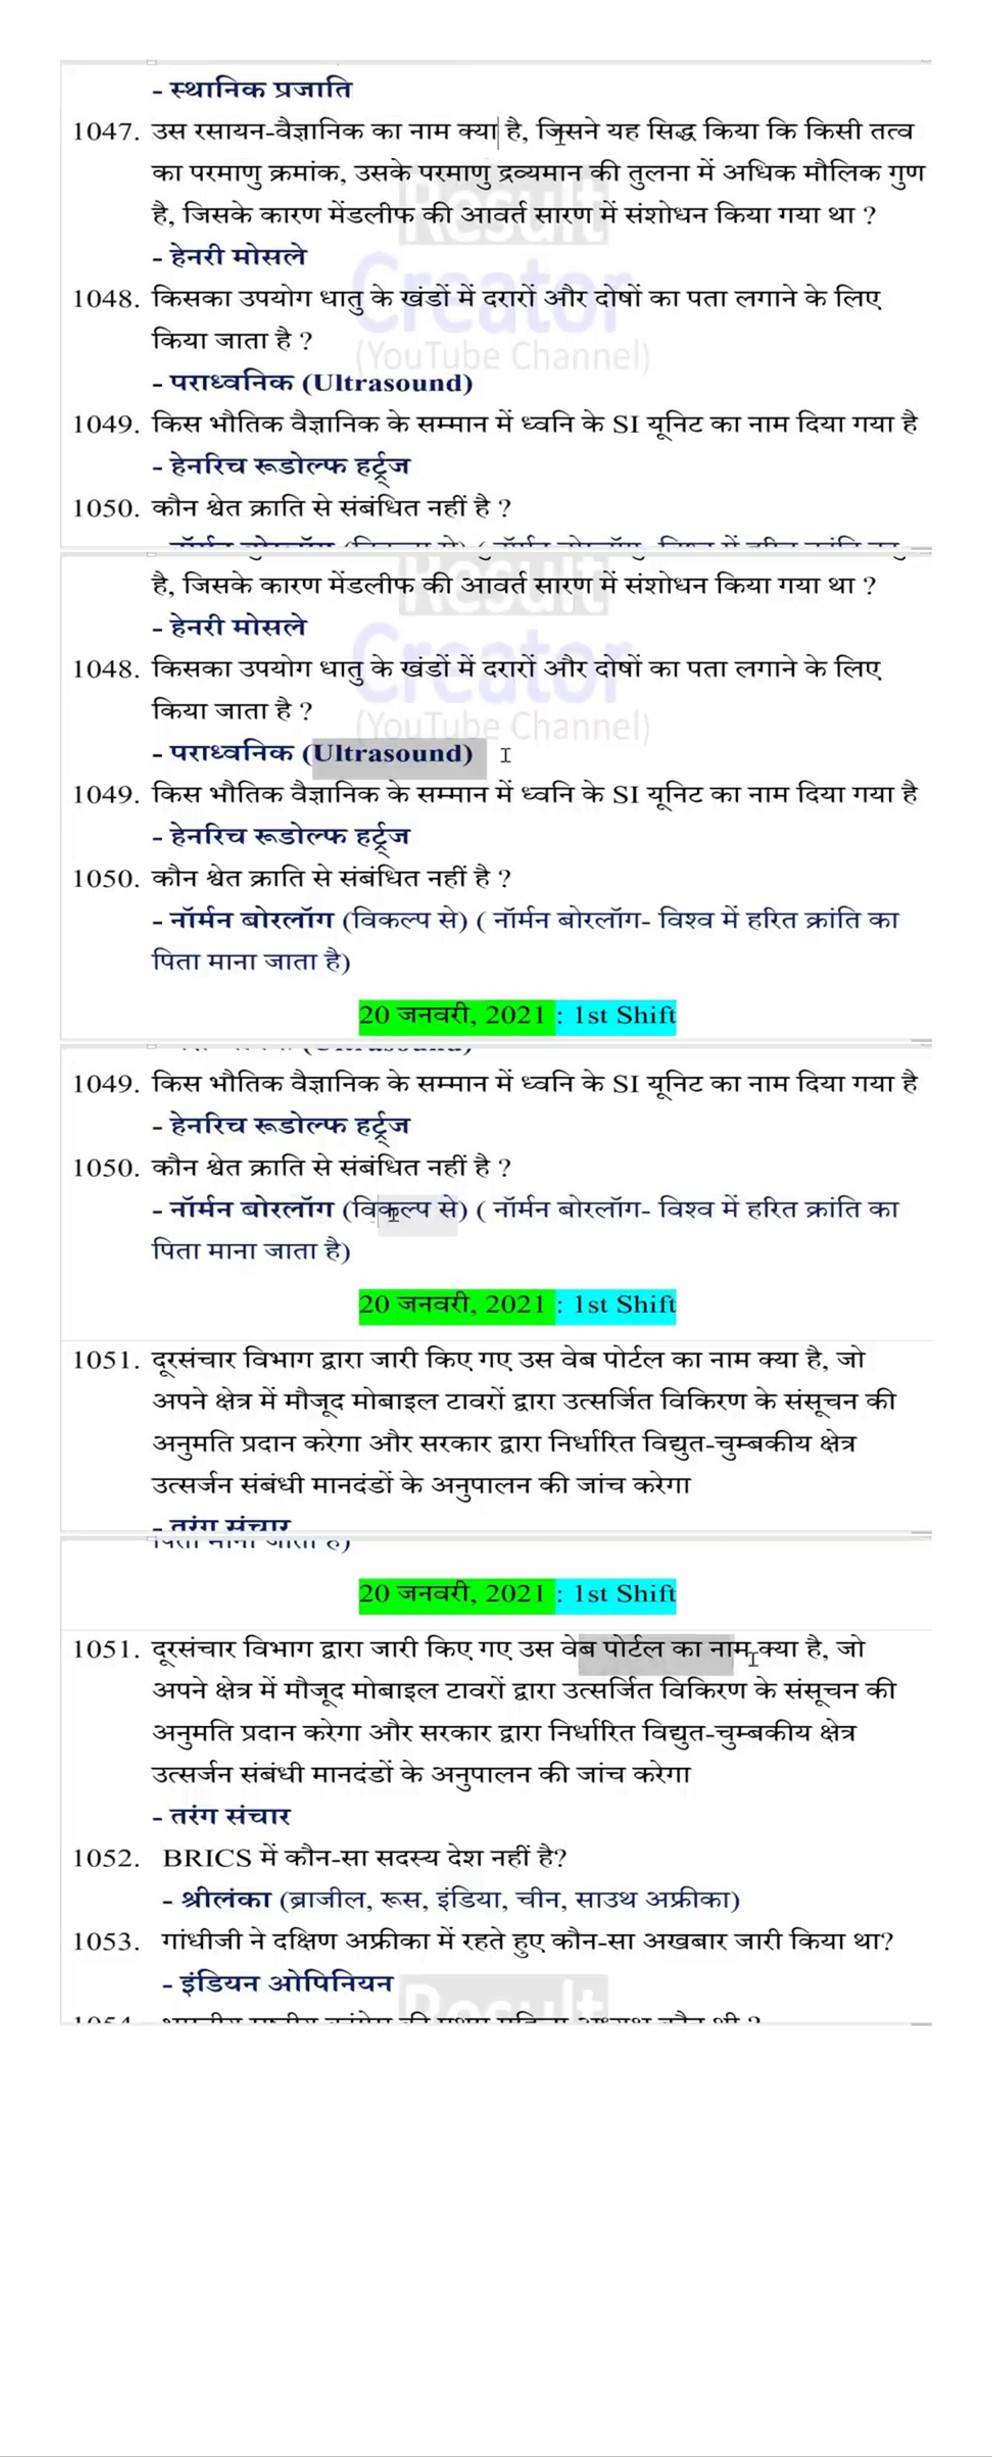 - स्थानिक प्रजाति
1047. उस रसायन-वैज्ञानिक का नाम क्या है, जिसने यह सिद्ध किया कि किसी तत्व
का परमाणु क्रमांक, उसके परमाणु द्रव्यमान की तुलना में अधिक मौलिक गुण
है, जिसके कारण मेंडलीफ की आवर्त सारण में संशोधन किया गया था ?
Result
- हेनरी मोसले
Creator
1048. किसका उपयोग धातु के खंडों में दरारों और दोषों का पता लगाने के लिए
किया जाता है ?
(YouTube Channel)
- पराध्वनिक (Ultrasound)
1049. किस भौतिक वैज्ञानिक के सम्मान में ध्वनि के SI यूनिट का नाम दिया गया है
- हेनरिच रूडोल्फ हर्ट्र्ज
1050. कौन श्वेत क्राति से संबंधित नहीं है ?
है, जिसके कारण मेंडलीफ की आवर्त सारण में संशोधन किया गया था ?
Result
- हेनरी मोसले
Creator
1048. किसका उपयोग धातु के खंडों में दरारों और दोषों का पता लगाने के लिए
किया जाता है ?
(YouTube Channel)
- पराध्वनिक (Ultrasound)
1049. किस भौतिक वैज्ञानिक के सम्मान में ध्वनि के SI यूनिट का नाम दिया गया है
- हेनरिच रूडोल्फ हर्ट्र्ज
1050. कौन श्वेत क्राति से संबंधित नहीं है ?
- नॉर्मन बोरलॉग (विकल्प से) ( नॉर्मन बोरलॉग- विश्व में हरित क्रांति का
पिता माना जाता है)
20 जनवरी, 2021 : 1st Shift
1049. किस भौतिक वैज्ञानिक के सम्मान में ध्वनि के SI यूनिट का नाम दिया गया है
- हेनरिच रूडोल्फ हर्ट्र्ज
1050. कौन श्वेत क्राति से संबंधित नहीं है ?
- नॉर्मन बोरलॉग (विकल्प से) ( नॉर्मन बोरलॉग- विश्व में हरित क्रांति का
पिता माना जाता है)
20 जनवरी, 2021 : 1st Shift
1051. दूरसंचार विभाग द्वारा जारी किए गए उस वेब पोर्टल का नाम क्या है, जो
अपने क्षेत्र में मौजूद मोबाइल टावरों द्वारा उत्सर्जित विकिरण के संसूचन की
अनुमति प्रदान करेगा और सरकार द्वारा निर्धारित विद्युत-चुम्बकीय क्षेत्र
उत्सर्जन संबंधी मानदंडों के अनुपालन की जांच करेगा
- तरंग संचार
20 जनवरी, 2021 : 1st Shift
1051. दूरसंचार विभाग द्वारा जारी किए गए उस वेब पोर्टल का नाम क्या है, जो
अपने क्षेत्र में मौजूद मोबाइल टावरों द्वारा उत्सर्जित विकिरण के संसूचन की
अनुमति प्रदान करेगा और सरकार द्वारा निर्धारित विद्युत-चुम्बकीय क्षेत्र
उत्सर्जन संबंधी मानदंडों के अनुपालन की जांच करेगा
- तरंग संचार
1052. BRICS में कौन-सा सदस्य देश नहीं है?
- श्रीलंका (ब्राजील, रूस, इंडिया, चीन, साउथ अफ्रीका)
1053. गांधीजी ने दक्षिण अफ्रीका में रहते हुए कौन-सा अखबार जारी किया था?
- इंडियन ओपिनियन
Result